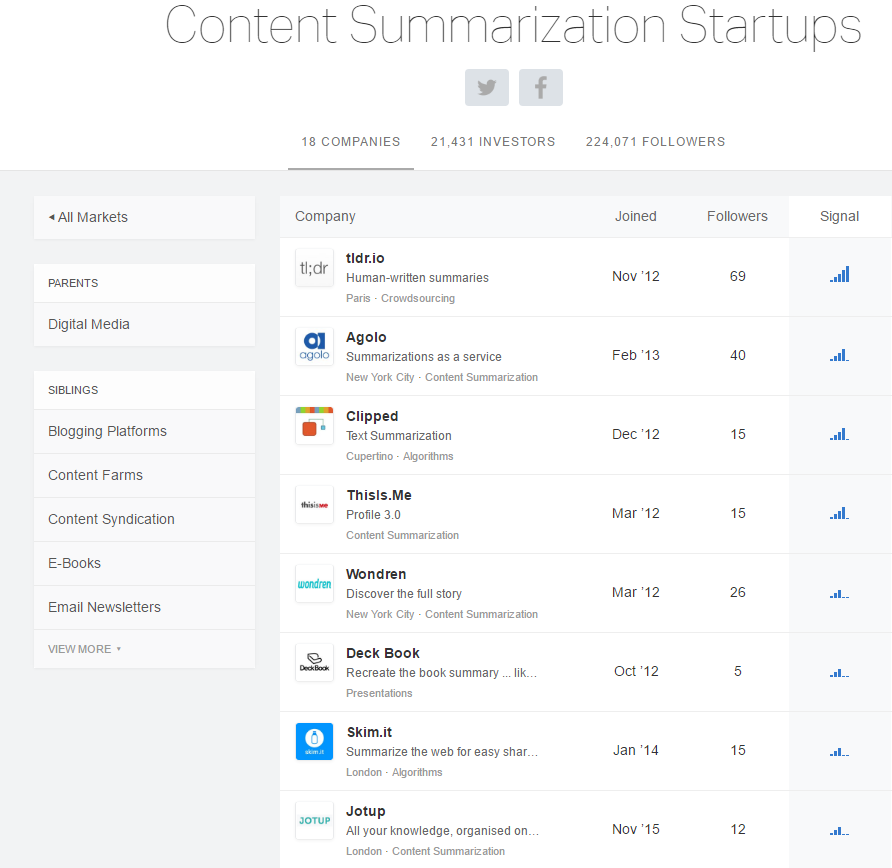 Content Summarization Startups
18 COMPANIES 21,431 INVESTORS 224,071 FOLLOWERS
◂ All Markets
PARENTS
Digital Media
SIBLINGS
Blogging Platforms
Content Farms
Content Syndication
E-Books
Email Newsletters
VIEW MORE ▾
Company Joined Followers Signal
tl;dr
tldr.io
Human-written summaries
Paris · Crowdsourcing
Nov ’12 69
agolo
Agolo
Summarizations as a service
New York City · Content Summarization
Feb ’13 40
Clipped
Text Summarization
Cupertino · Algorithms
Dec ’12 15
thisisMe
ThisIs.Me
Profile 3.0
Content Summarization
Mar ’12 15
wondren
Wondren
Discover the full story
New York City · Content Summarization
Mar ’12 26
DeckBook
Deck Book
Recreate the book summary ... lik…
Presentations
Oct ’12 5
skim.it
Skim.it
Summarize the web for easy shar…
London · Algorithms
Jan ’14 15
JOTUP
Jotup
All your knowledge, organised on…
London · Content Summarization
Nov ’15 12